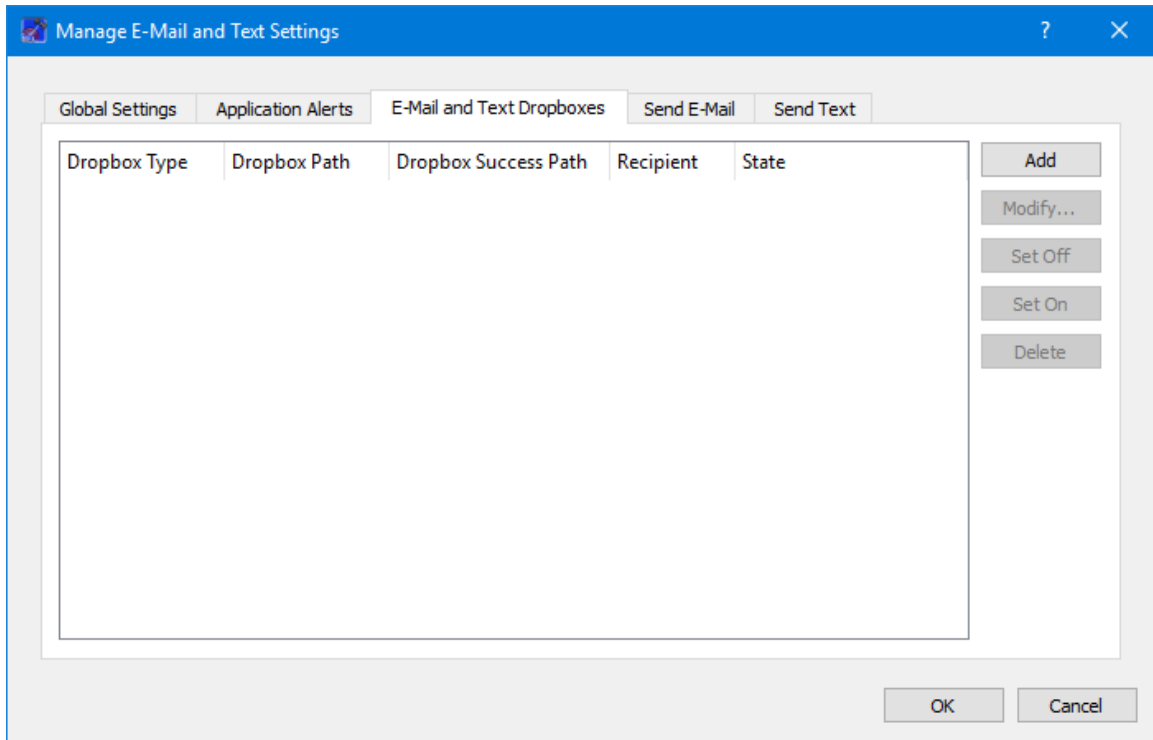 Manage E-Mail and Text Settings ?
Global Settings Application Alerts E-Mail and Text Dropboxes Send E-Mail Send Text
Dropbox Type Dropbox Path Dropbox Success Path Recipient State
Add
Modify...
Set Off
Set On
Delete
OK Cancel